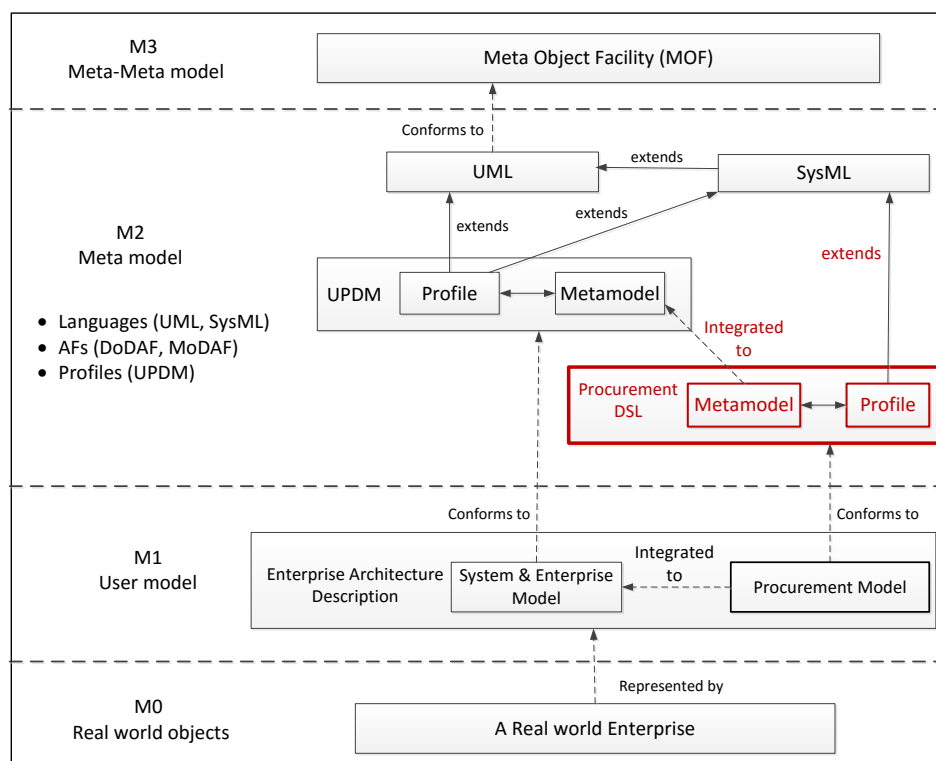 M3
Meta-Meta model
Meta Object Facility (MOF)
Conforms to
UML
extends
SysML
extends
extends
extends
M2
Meta model
UPDM
Profile
Metamodel
• Languages (UML, SysML)
• AFs (DoDAF, MoDAF)
• Profiles (UPDM)
Integrated
to
Procurement
DSL
Metamodel
Profile
Conforms to
Conforms to
M1
User model
Enterprise Architecture
Description
System & Enterprise
Model
Integrated
to
Procurement Model
Represented by
M0
Real world objects
A Real world Enterprise